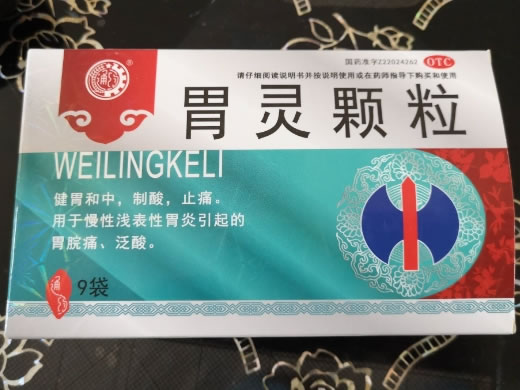 国药准字Z22024262 OTC
请仔细阅读说明书并按说明使用或在药师指导下购买和使用
胃灵颗粒
WEILINGKELI
健胃和中，制酸，止痛。
用于慢性浅表性胃炎引起的
胃脘痛、泛酸。
9袋